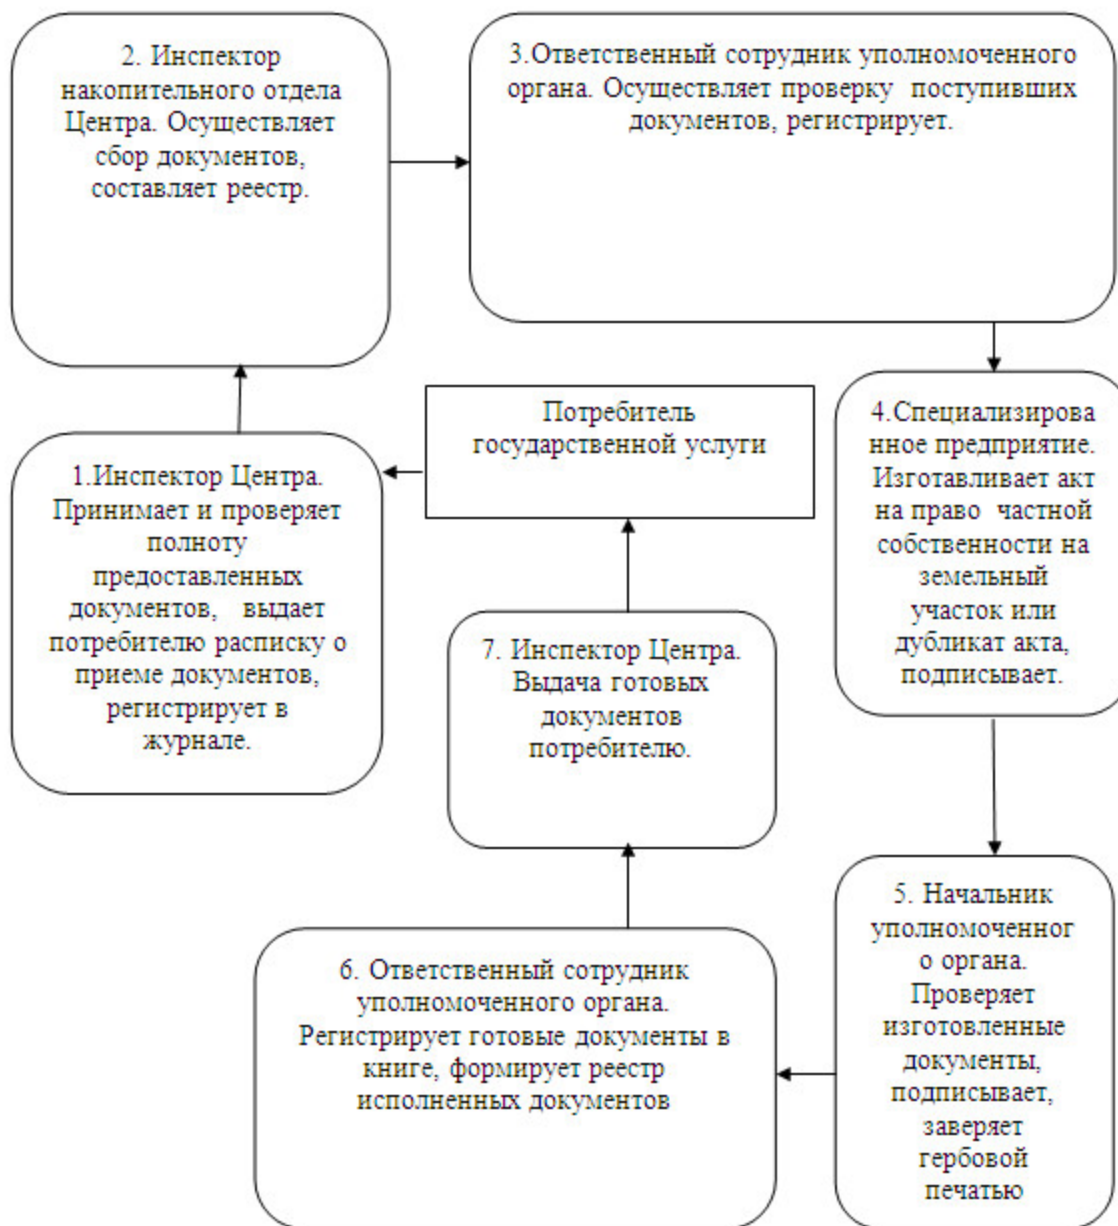 2. Инспектор
накопительного отдела
Центра. Осуществляет
сбор документов,
составляет реестр.
3.Ответственный сотрудник уполномоченного
органа. Осуществляет проверку поступивших
документов, регистрирует.
Потребитель
государственной услуги
1.Инспектор Центра.
Принимает и проверяет
полноту
предоставленных
документов, выдает
потребителю расписку о
приеме документов,
регистрирует в
журнале.
4.Специализирова
нное предприятие.
Изготавливает акт
на право частной
собственности на
земельный
участок или
дубликат акта,
подписывает.
7. Инспектор Центра.
Выдача готовых
документов
потребителю.
5. Начальник
уполномоченног
о органа.
Проверяет
изготовленные
документы,
подписывает,
заверяет
гербовой
печатью
6. Ответственный сотрудник
уполномоченного органа.
Регистрирует готовые документы в
книге, формирует реестр
исполненных документов